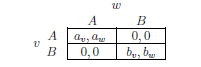 w
A B
v A a_v, a_w 0, 0
B 0, 0 b_v, b_w